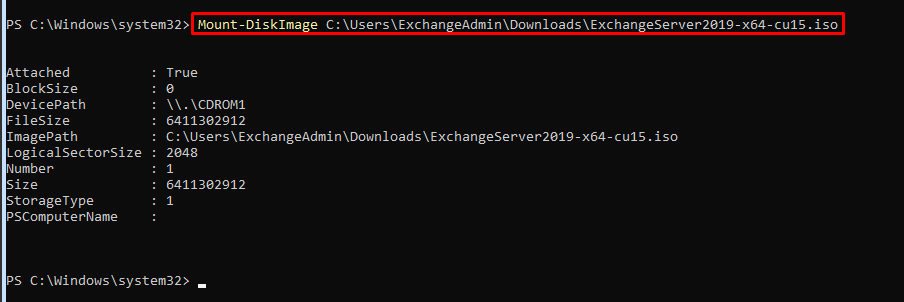 PS C:\Windows\system32> Mount-DiskImage C:\Users\ExchangeAdmin\Downloads\ExchangeServer2019-x64-cu15.iso
Attached          : True
BlockSize         : 0
DevicePath        : \\.\CDROM1
FileSize          : 6411302912
ImagePath         : C:\Users\ExchangeAdmin\Downloads\ExchangeServer2019-x64-cu15.iso
LogicalSectorSize : 2048
Number            : 1
Size              : 6411302912
StorageType       : 1
PSComputerName    :
PS C:\Windows\system32>